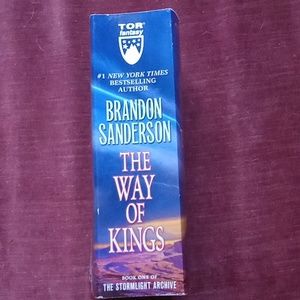 TOR
fantasy
#1 NEW YORK TIMES
BESTSELLING
AUTHOR
BRANDON
SANDERSON
THE
WAY
OF
KINGS
BOOK ONE OF
THE STORMLIGHT ARCHIVE